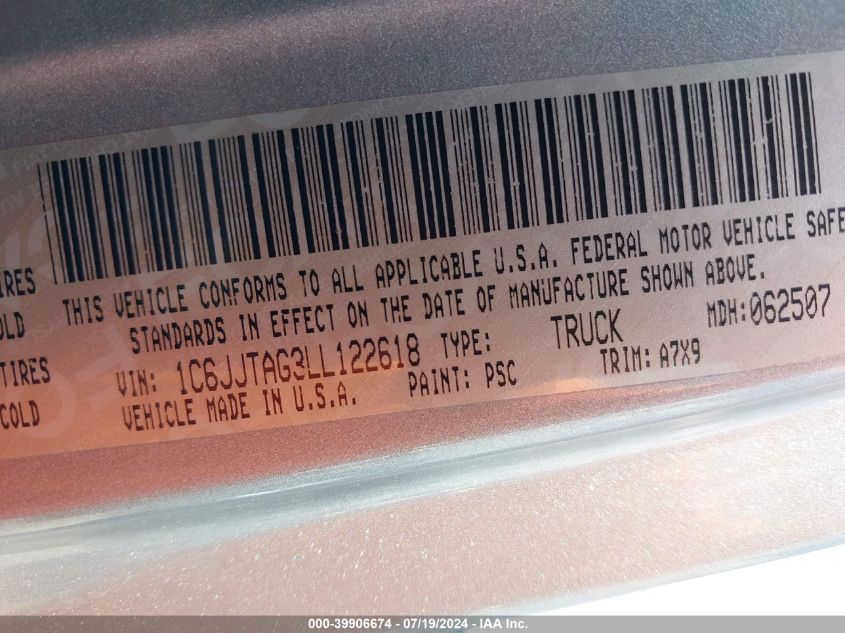 THIS VEHICLE CONFORMS TO ALL APPLICABLE U.S.A. FEDERAL MOTOR VEHICLE SAFE
STANDARDS IN EFFECT ON THE DATE OF MANUFACTURE SHOWN ABOVE.
VIN: 1C6JJTAG3LL122618 TYPE: TRUCK MDH:062507
VEHICLE MADE IN U.S.A. PAINT: PSC TRIM: A7X9
IRES
OLD
TIRES
COLD
000-39906674 / 07/19/2024 - IAA Inc.